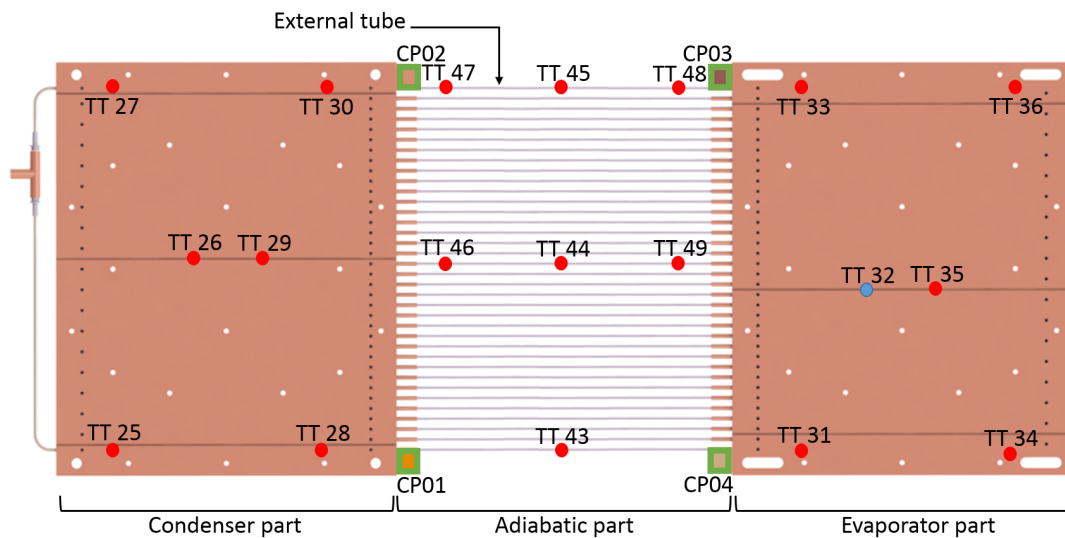 External tube
CP02
CP03
TT 47
TT 45
TT 48
TT 27
TT 30
TT 33
TT 36
TT 26
TT 29
TT 46
TT 44
TT 49
TT 32
TT 35
TT 25
TT 28
TT 43
TT 31
TT 34
CP01
CP04
Condenser part
Adiabatic part
Evaporator part